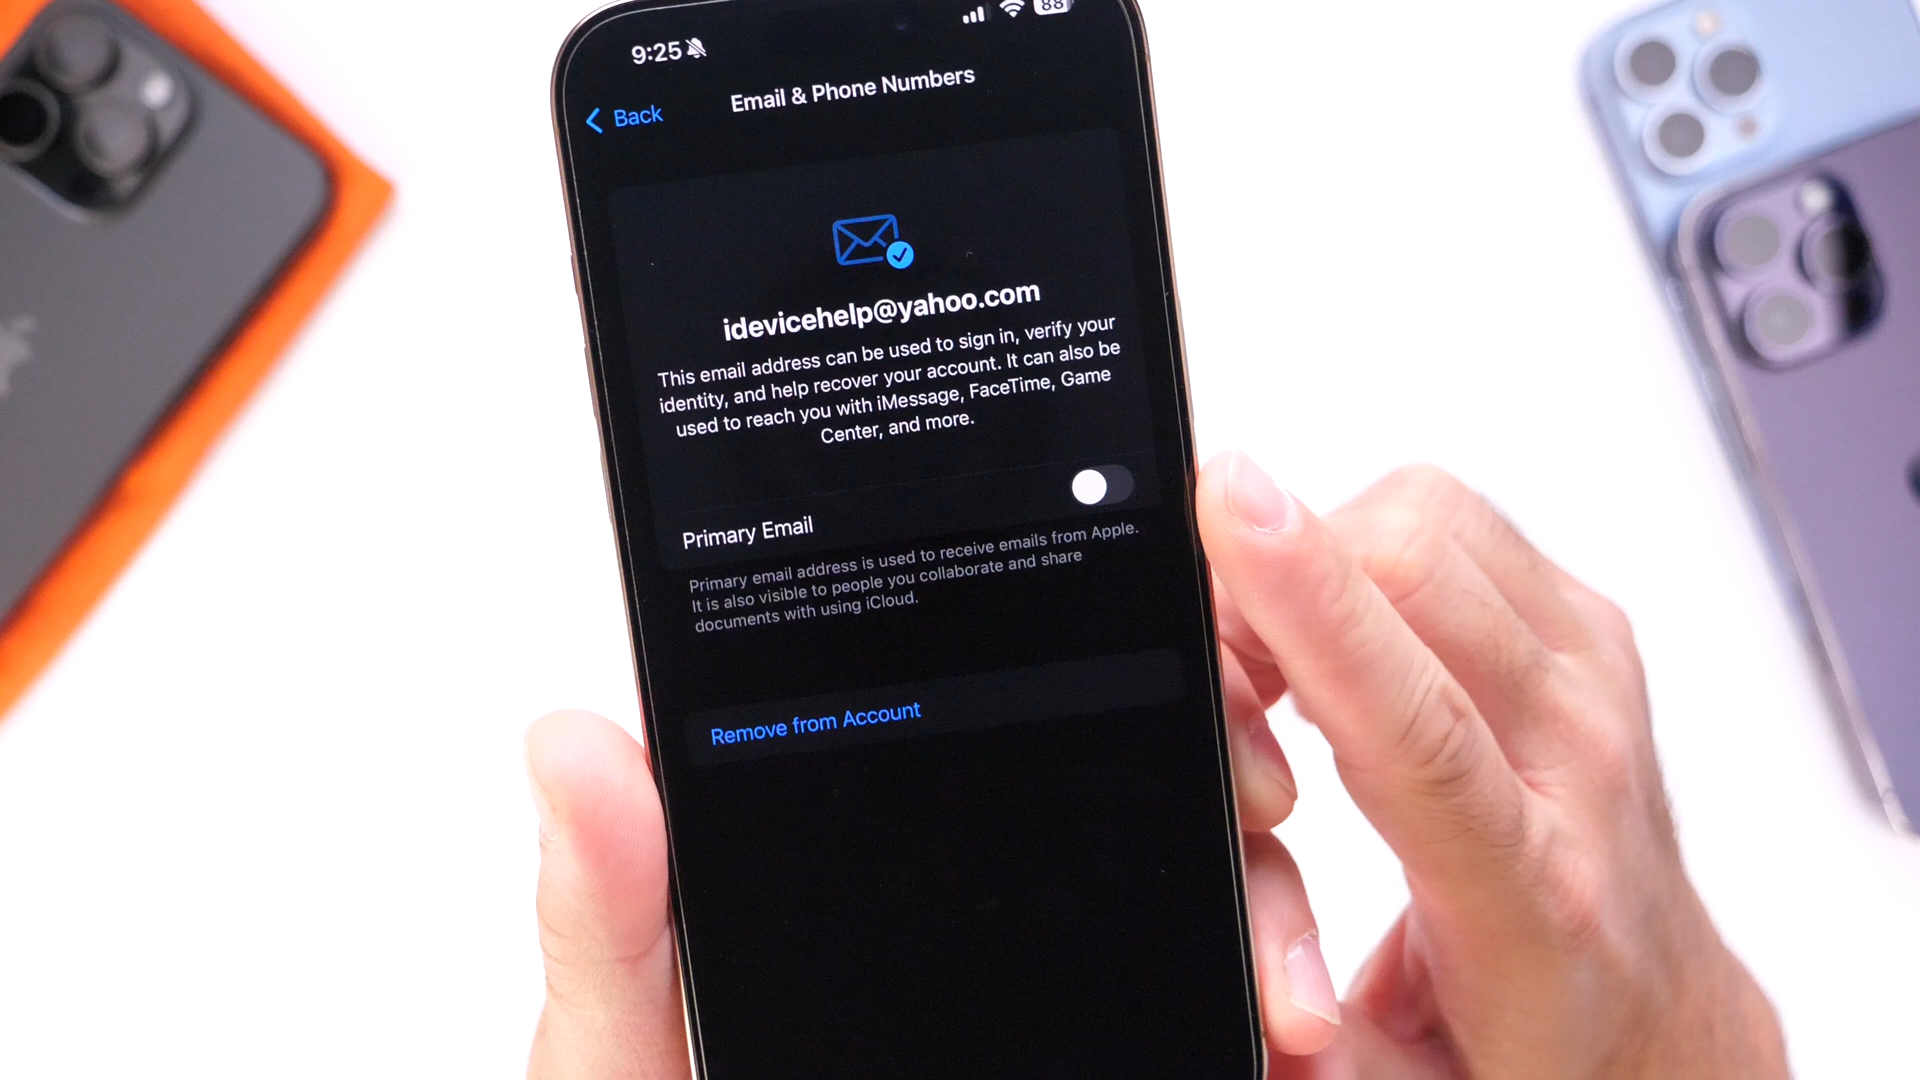 9:25
88
Back
Email & Phone Numbers
idevicehelp@yahoo.com
This email address can be used to sign in, verify your
identity, and help recover your account. It can also be
used to reach you with iMessage, FaceTime, Game
Center, and more.
Primary Email
Primary email address is used to receive emails from Apple.
It is also visible to people you collaborate and share
documents with using iCloud.
Remove from Account